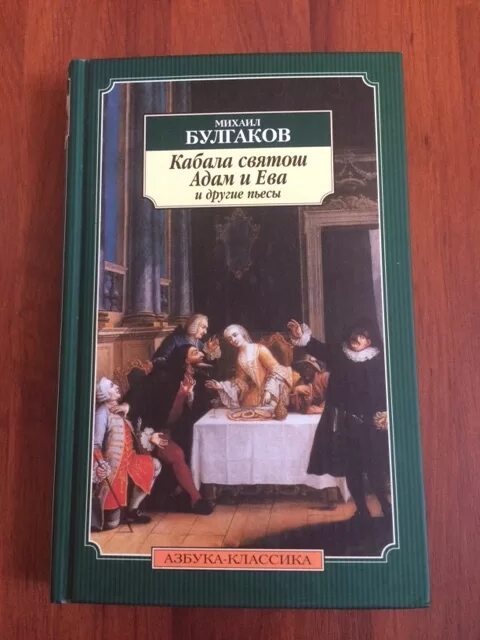 МИХАИЛ
БУЛГАКОВ
Кабала святош
Адам и Ева
и другие пьесы
АЗБУКА-КЛАССИКА